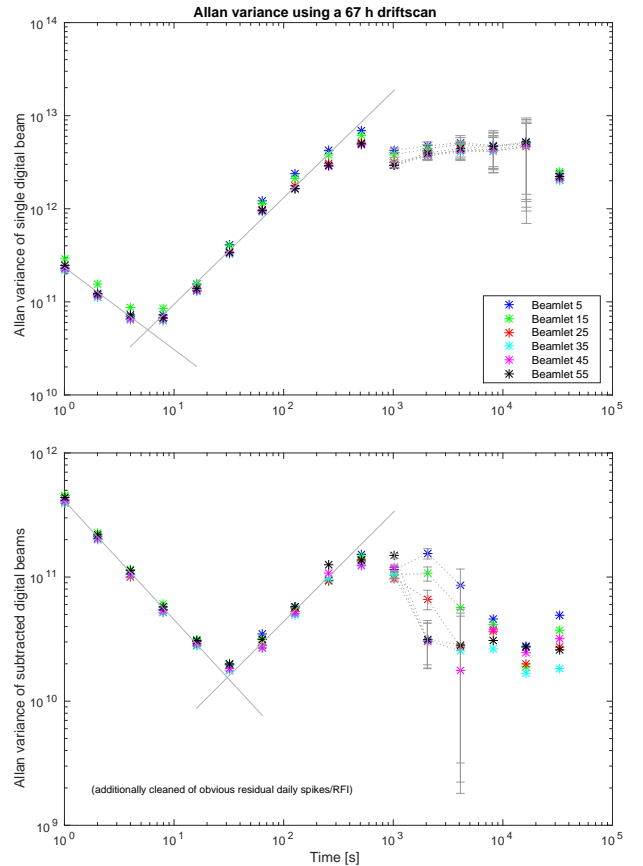 Allan variance using a 67 h driftscan
10^14
10^13
10^12
10^11
10^10
Allan variance of single digital beam
Beamlet 5
Beamlet 15
Beamlet 25
Beamlet 35
Beamlet 45
Beamlet 55
10^0 10^1 10^2 10^3 10^4 10^5
10^12
10^11
10^10
10^9
Allan variance of subtracted digital beams
(additionally cleaned of obvious residual daily spikes/RFI)
10^0 10^1 10^2 10^3 10^4 10^5
Time [s]